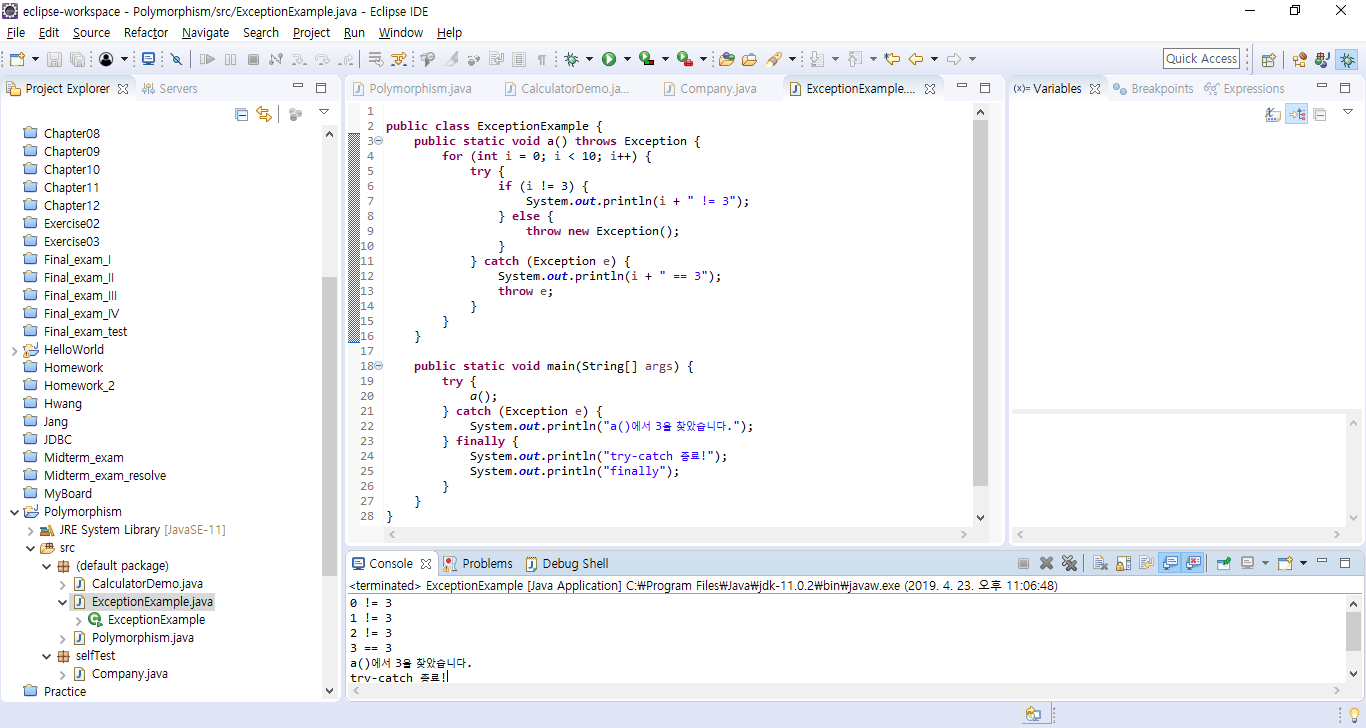 eclipse-workspace - Polymorphism/src/ExceptionExample.java - Eclipse IDE
File Edit Source Refactor Navigate Search Project Run Window Help
Quick Access
Project Explorer
Servers
Chapter08
Chapter09
Chapter10
Chapter11
Chapter12
Exercise02
Exercise03
Final_exam_I
Final_exam_II
Final_exam_III
Final_exam_IV
Final_exam_test
HelloWorld
Homework
Homework_2
Hwang
Jang
JDBC
Midterm_exam
Midterm_exam_resolve
MyBoard
Polymorphism
JRE System Library [JavaSE-11]
src
(default package)
CalculatorDemo.java
ExceptionExample.java
ExceptionExample
Polymorphism.java
selfTest
Company.java
Practice
Polymorphism.java
CalculatorDemo.ja...
Company.java
ExceptionExample....
1
2 public class ExceptionExample {
3 public static void a() throws Exception {
4 for (int i = 0; i < 10; i++) {
5 try {
6 if (i != 3) {
7 System.out.println(i + " != 3");
8 } else {
9 throw new Exception();
10 }
11 } catch (Exception e) {
12 System.out.println(i + " == 3");
13 throw e;
14 }
15 }
16 }
17
18 public static void main(String[] args) {
19 try {
20 a();
21 } catch (Exception e) {
22 System.out.println("a()에서 3을 찾았습니다.");
23 } finally {
24 System.out.println("try-catch 종료!");
25 System.out.println("finally");
26 }
27 }
28 }
(x)= Variables
Breakpoints
Expressions
Console
Problems
Debug Shell
<terminated> ExceptionExample [Java Application] C:₩Program Files₩Java₩jdk-11.0.2₩bin₩javaw.exe (2019. 4. 23. 오후 11:06:48)
0 != 3
1 != 3
2 != 3
3 == 3
a()에서 3을 찾았습니다.
try-catch 종료!